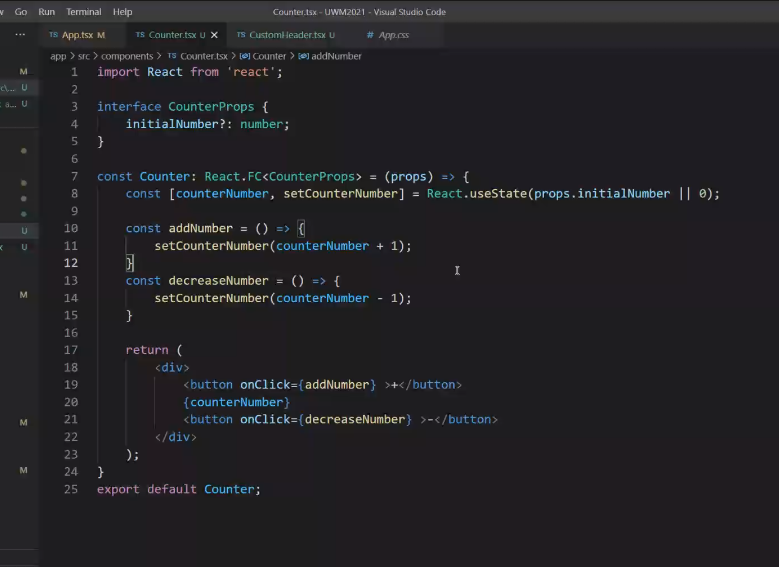 Go Run Terminal Help Counter.tsx - UWM2021 - Visual Studio Code
... TS App.tsx M TS Counter.tsx U TS CustomHeader.tsx U # App.css
app > src > components > TS Counter.tsx > Counter > addNumber
M
U
U
U
U
M
M
M
1 import React from 'react';
2
3 interface CounterProps {
4 initialNumber?: number;
5 }
6
7 const Counter: React.FC<CounterProps> = (props) => {
8 const [counterNumber, setCounterNumber] = React.useState(props.initialNumber || 0);
9
10 const addNumber = () => {
11 setCounterNumber(counterNumber + 1);
12 }
13 const decreaseNumber = () => {
14 setCounterNumber(counterNumber - 1);
15 }
16
17 return (
18 <div>
19 <button onClick={addNumber} >+</button>
20 {counterNumber}
21 <button onClick={decreaseNumber} >-</button>
22 </div>
23 );
24 }
25 export default Counter;